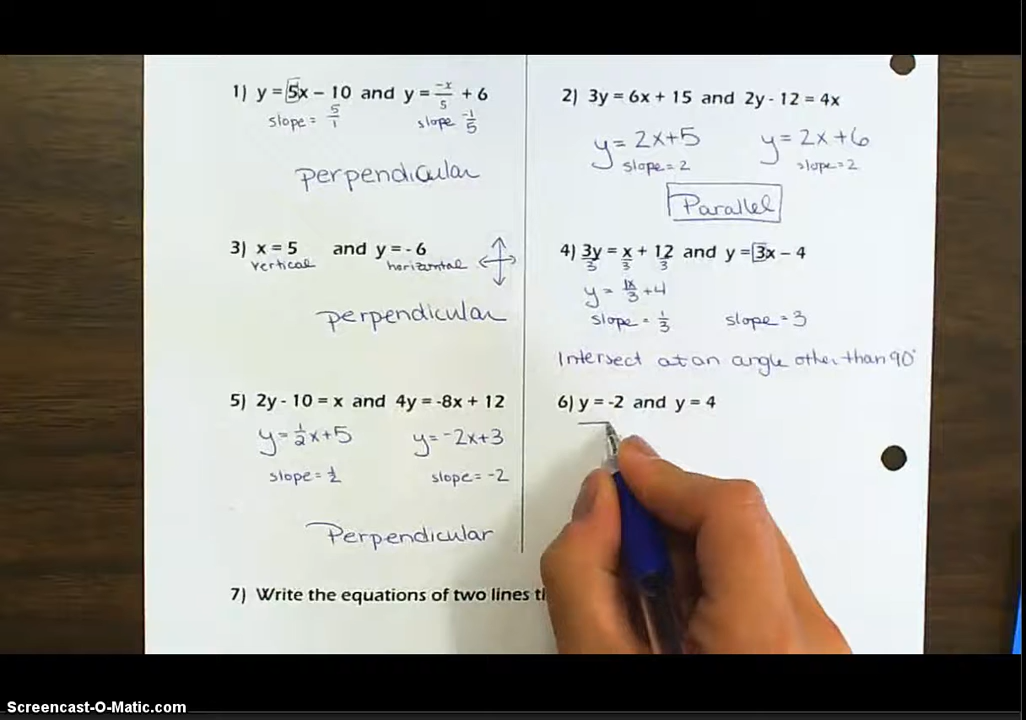 1) y = 5x – 10 and y = -x/5 + 6
slope = 5/1 slope -1/5
perpendicular
2) 3y = 6x + 15 and 2y - 12 = 4x
y = 2x+5 y = 2x+6
slope = 2 slope = 2
Parallel
3) x = 5 and y = - 6
vertical horizontal
perpendicular
4) 3y/3 = x/3 + 12/3 and y = 3x – 4
y = 1x/3 + 4
slope = 1/3 slope = 3
Intersect at an angle other than 90°
5) 2y - 10 = x and 4y = -8x + 12
y = 1/2x+5 y = -2x+3
slope = 1/2 slope = -2
Perpendicular
6) y = -2 and y = 4
7) Write the equations of two lines
Screencast-O-Matic.com